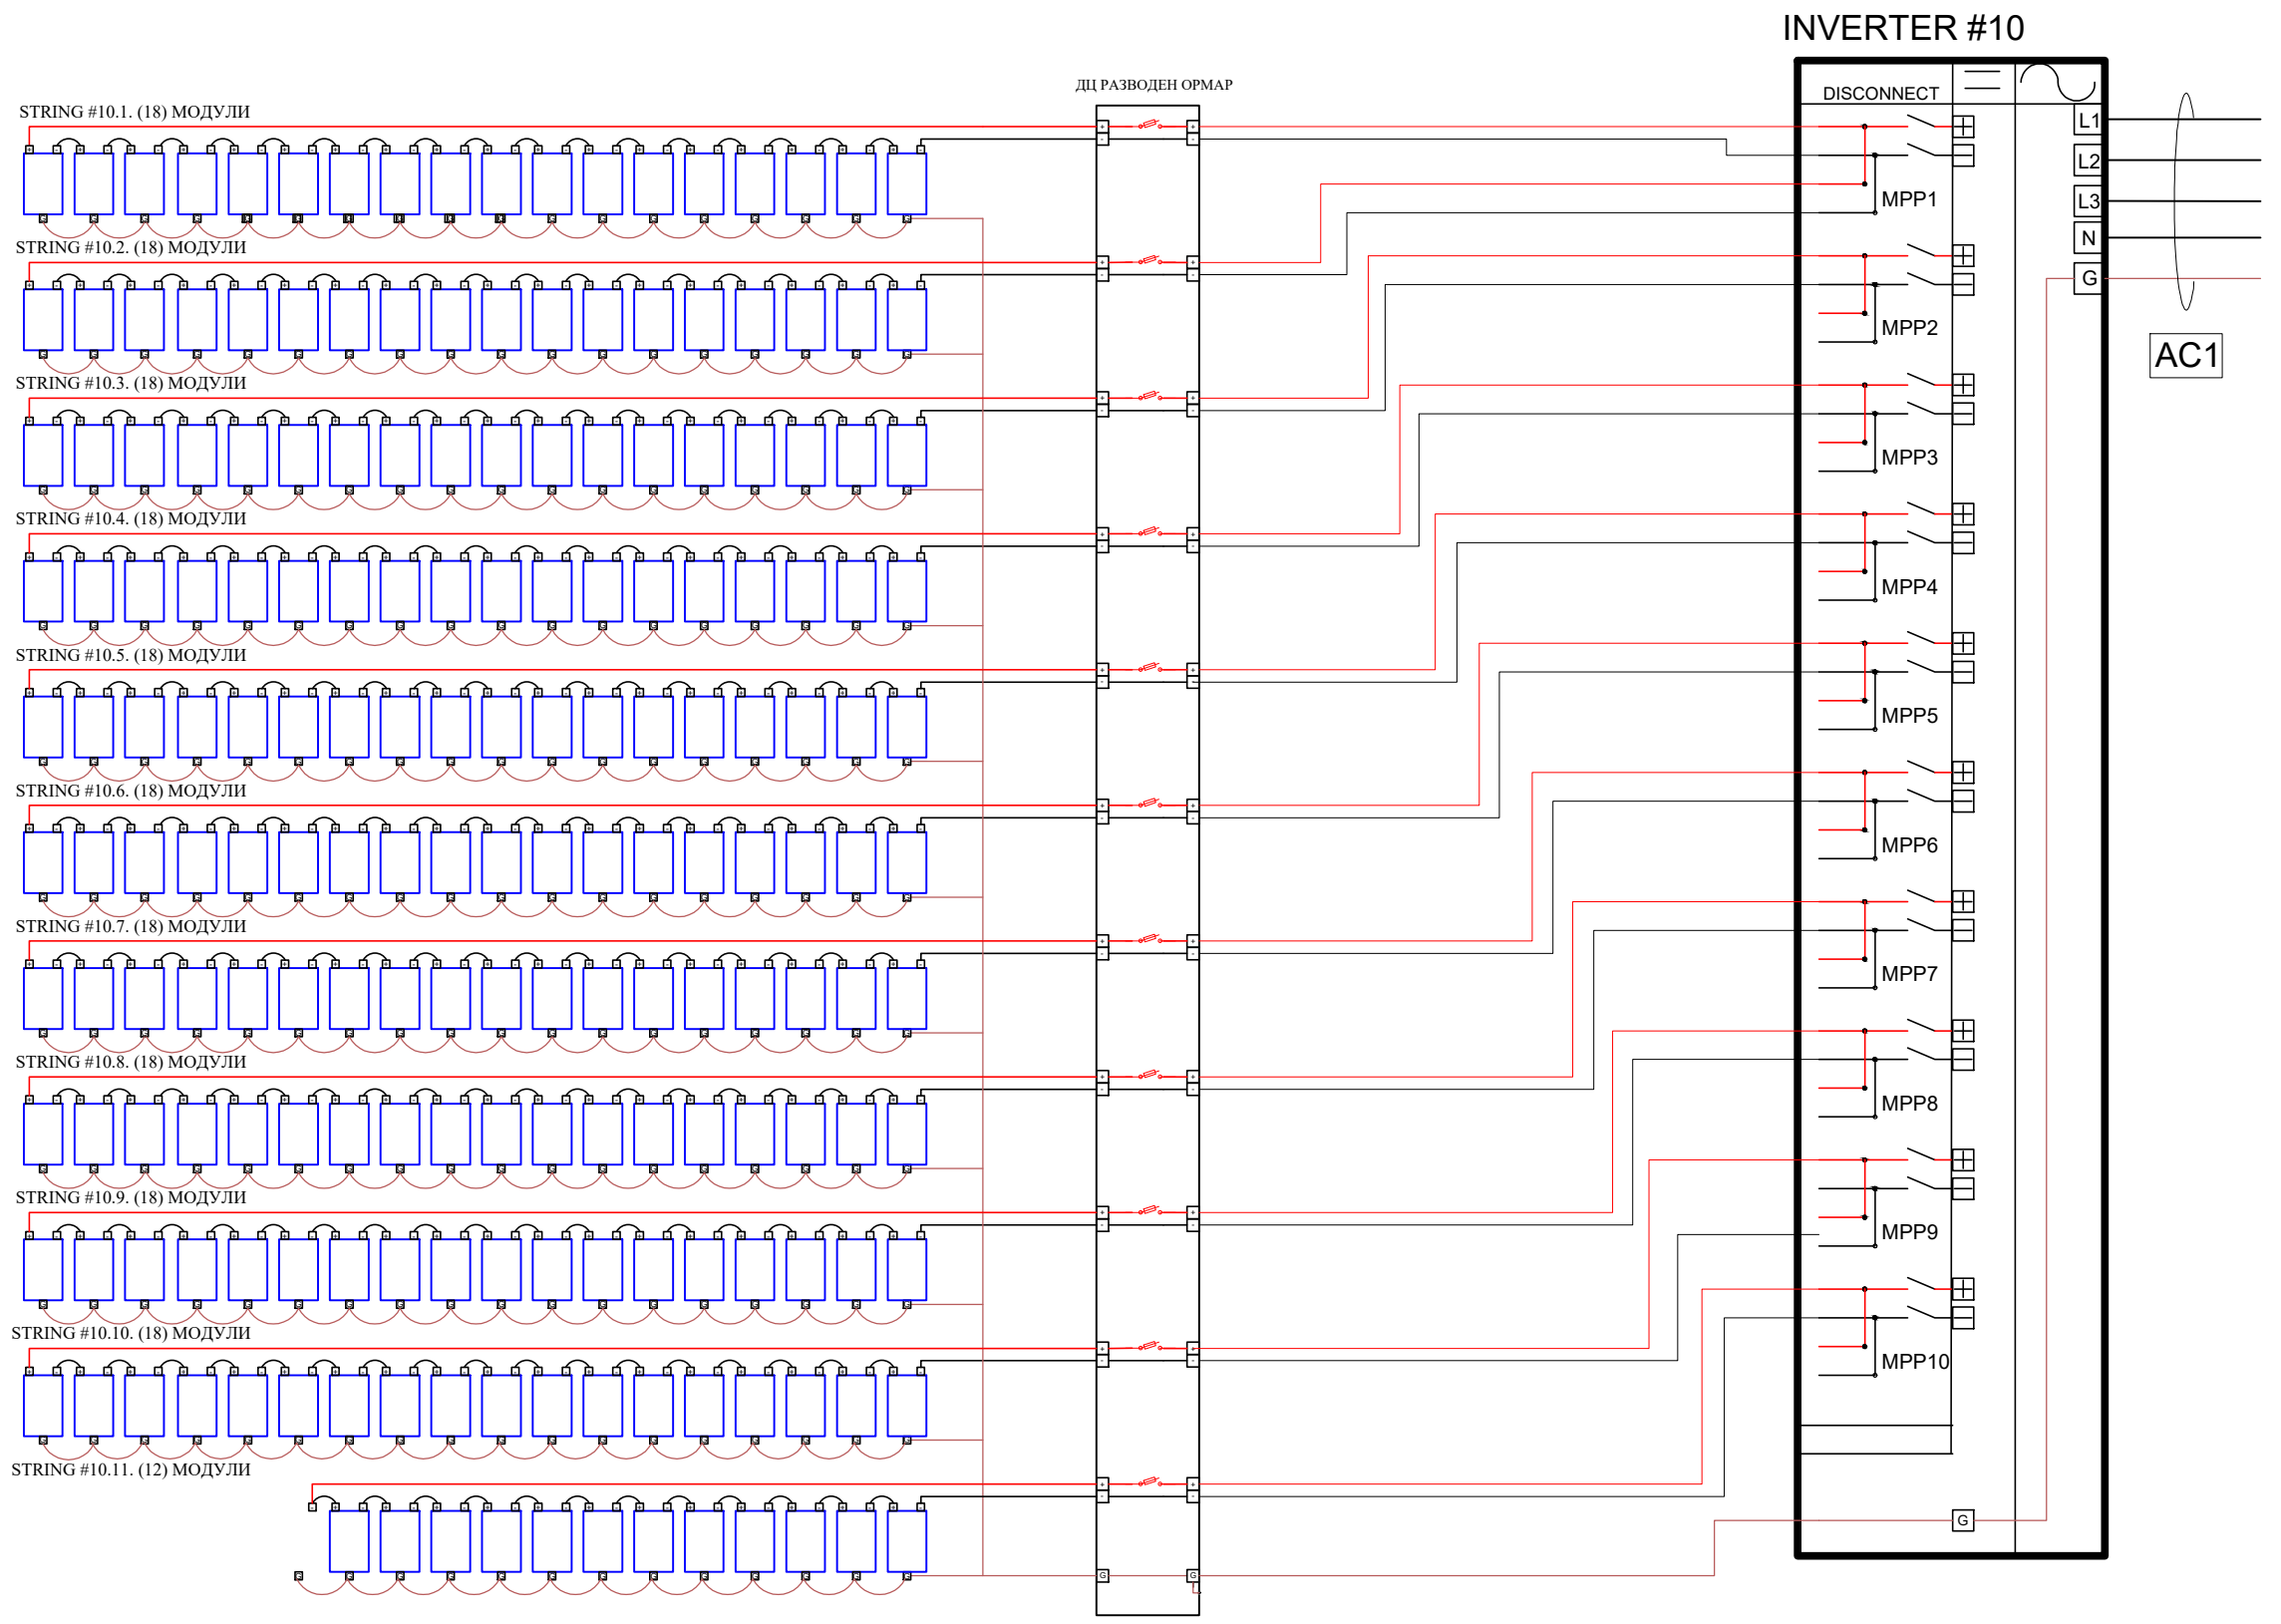 INVERTER #10
ДЦ РАЗВОДЕН ОРМАР
DISCONNECT
STRING #10.1. (18) МОДУЛИ
L1
L2
MPP1
L3
N
STRING #10.2. (18) МОДУЛИ
G
MPP2
AC1
STRING #10.3. (18) МОДУЛИ
MPP3
STRING #10.4. (18) МОДУЛИ
MPP4
STRING #10.5. (18) МОДУЛИ
MPP5
STRING #10.6. (18) МОДУЛИ
MPP6
STRING #10.7. (18) МОДУЛИ
MPP7
STRING #10.8. (18) МОДУЛИ
MPP8
STRING #10.9. (18) МОДУЛИ
MPP9
STRING #10.10. (18) МОДУЛИ
MPP10
STRING #10.11. (12) МОДУЛИ
G
G
G